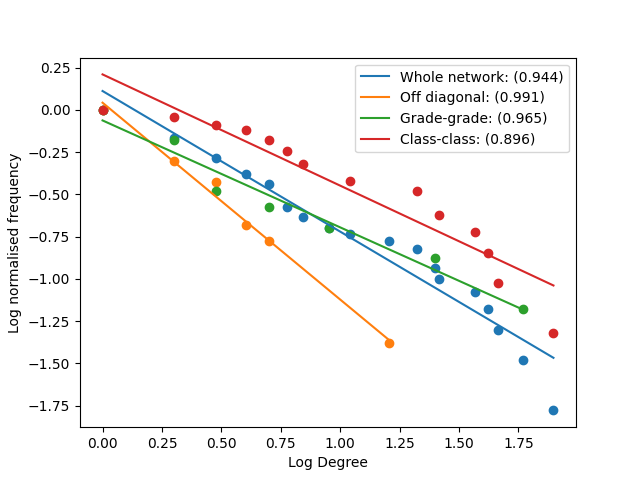 Whole network: (0.944)
Off diagonal: (0.991)
Grade-grade: (0.965)
Class-class: (0.896)
Log normalised frequency
0.25
0.00
−0.25
−0.50
−0.75
−1.00
−1.25
−1.50
−1.75
0.00 0.25 0.50 0.75 1.00 1.25 1.50 1.75
Log Degree